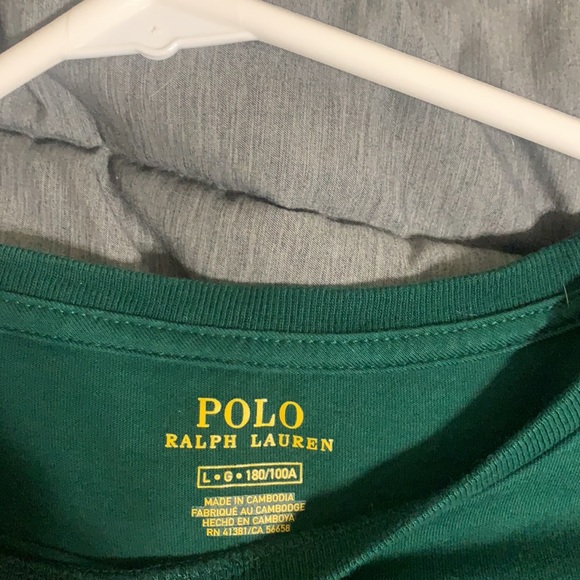 POLO
RALPH LAUREN
L • G • 180/100A
MADE IN CAMBODIA
FABRIQUÉ AU CAMBODGE
HECHO EN CAMBOYA
RN 41381/CA 56658